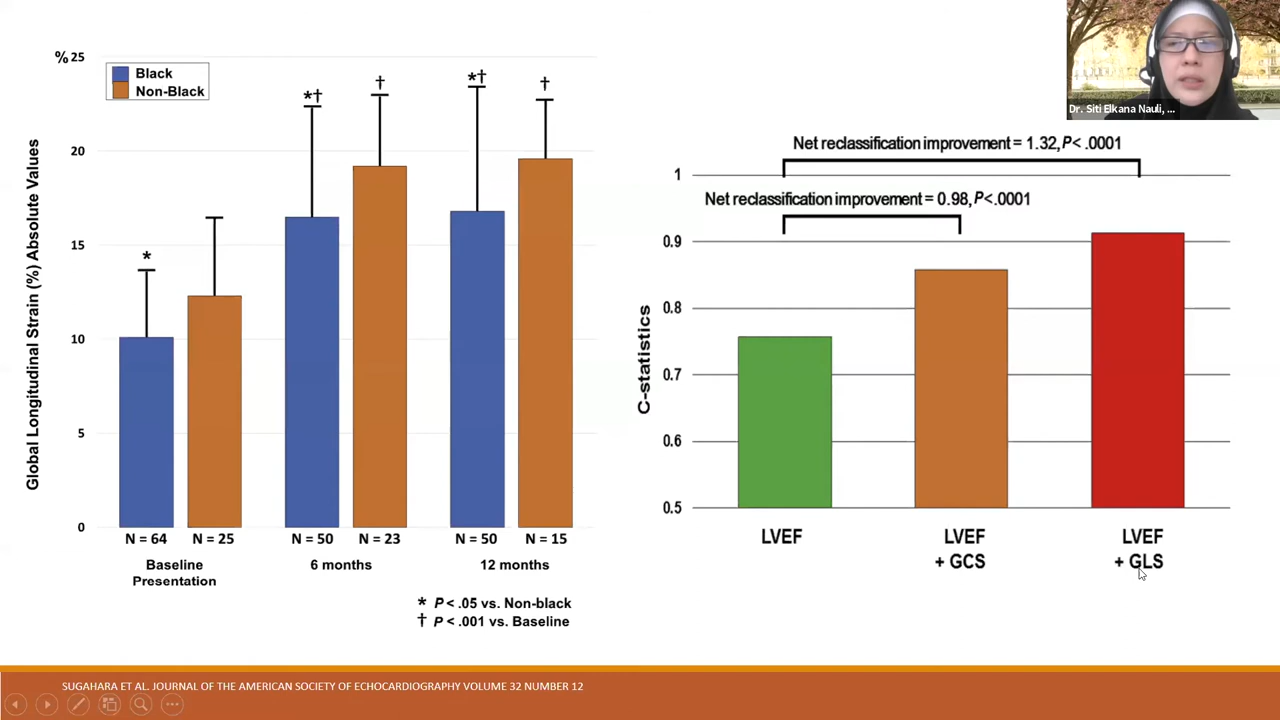 %
25
20
15
10
5
0
Global Longitudinal Strain (%) Absolute Values
Black
Non-Black
*†
†
*†
†
*
N = 64
N = 25
N = 50
N = 23
N = 50
N = 15
Baseline
Presentation
6 months
12 months
* P < .05 vs. Non-black
† P < .001 vs. Baseline
Dr. Siti Elkana Nauli, ...
Net reclassification improvement = 1.32, P< .0001
Net reclassification improvement = 0.98, P<.0001
1
0.9
0.8
0.7
0.6
0.5
C-statistics
LVEF
LVEF
+ GCS
LVEF
+ GLS
SUGAHARA ET AL. JOURNAL OF THE AMERICAN SOCIETY OF ECHOCARDIOGRAPHY VOLUME 32 NUMBER 12